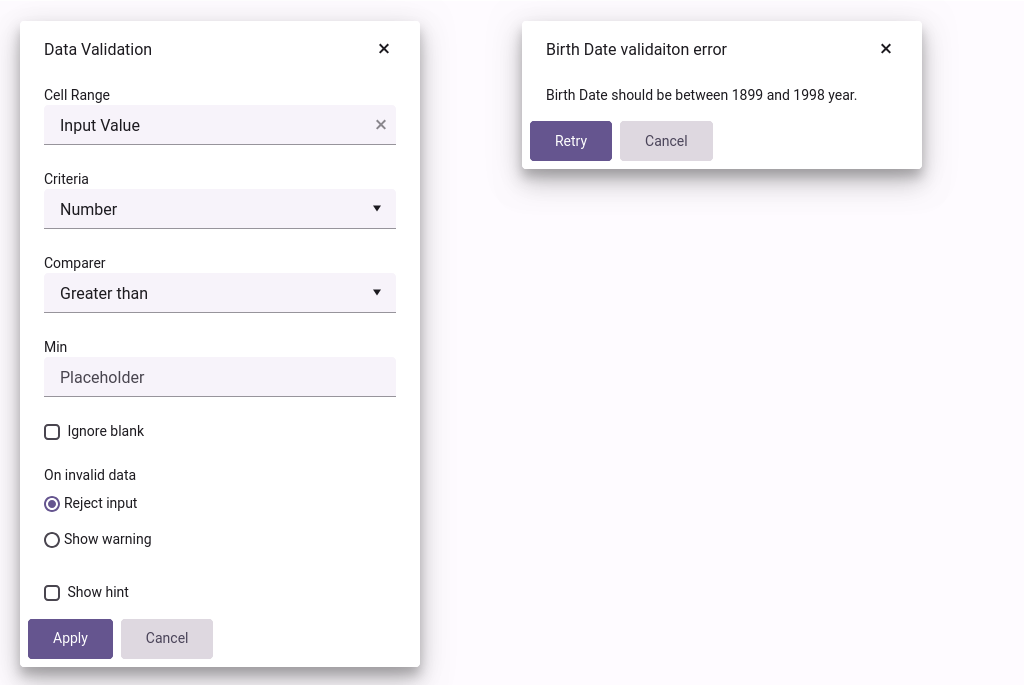 Data Validation
Cell Range
Input Value
Criteria
Number
Comparer
Greater than
Min
Placeholder
Ignore blank
On invalid data
Reject input
Show warning
Show hint
Apply Cancel
Birth Date validaiton error
Birth Date should be between 1899 and 1998 year.
Retry Cancel